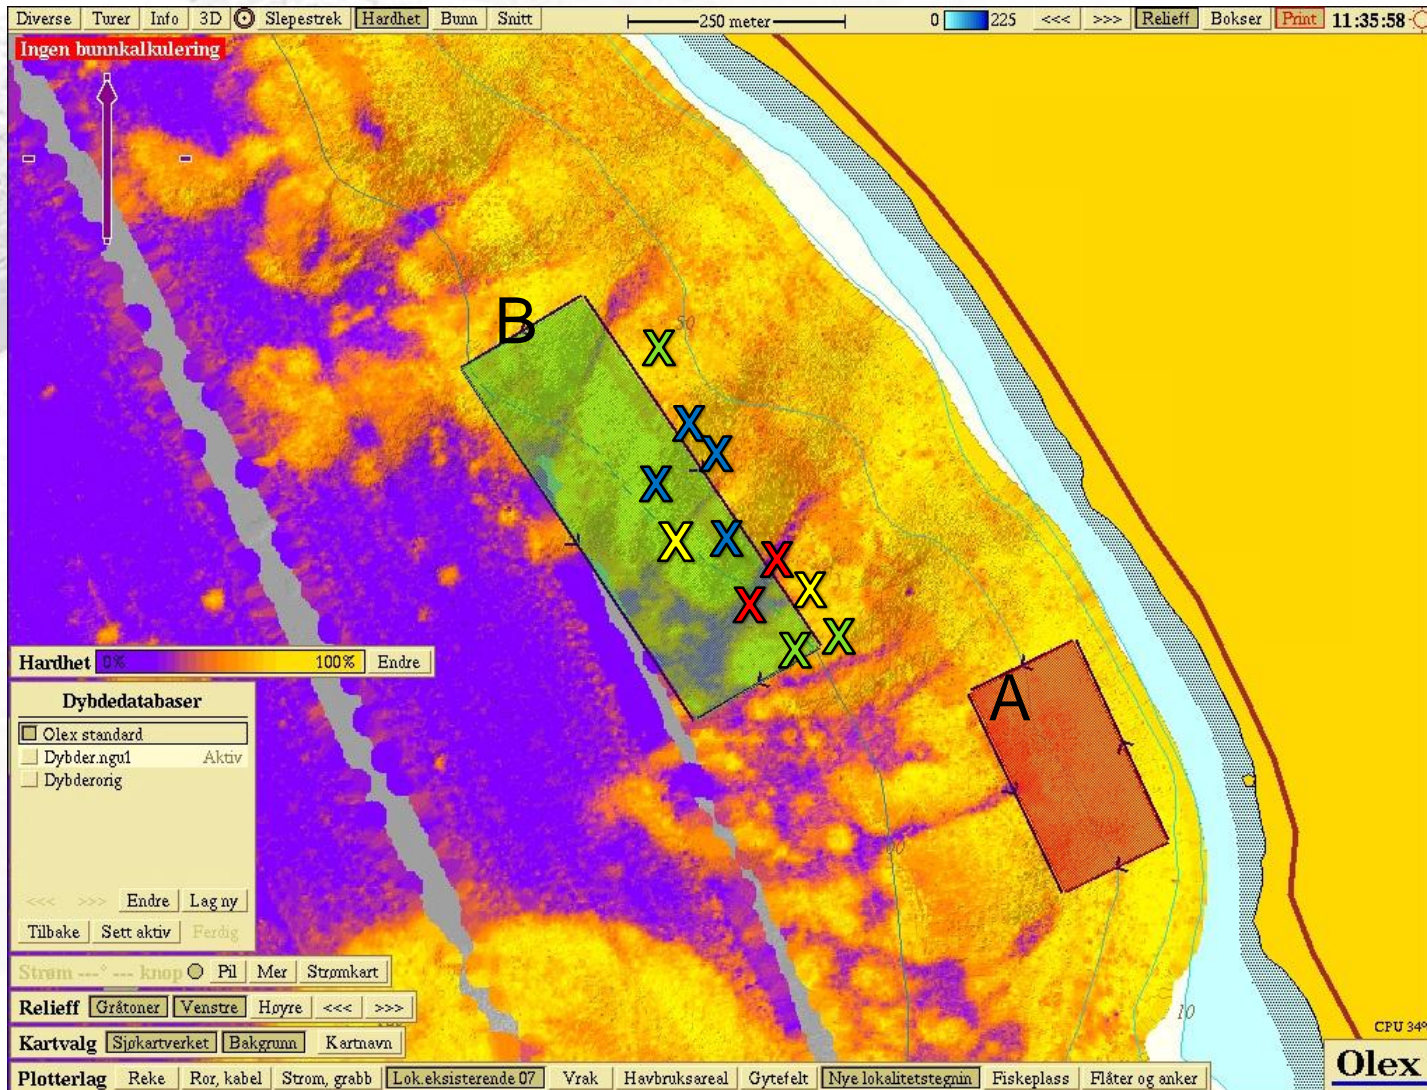 Diverse Turer Info 3D Slepestrek Hardhet Bunn Snitt 250 meter 0 225 <<< >>> Relieff Bokser Print 11:35:58
Ingen bunnkalkulering
B
50
X
X
X
X
X
X
X
X
X
X
X
Hardhet 0% 100% Endre
A
Dybdedatabaser
Olex standard
Dybder.ngu1 Aktiv
Dybderorig
<<< >>> Endre Lag ny
Tilbake Sett aktiv Ferdig
Strøm ---° --- knop Pil Mer Strømkart
Relieff Gråtoner Venstre Høyre <<< >>>
10
Kartvalg Sjøkartverket Bakgrunn Kartnavn
CPU 34°
Olex
Plotterlag Reke Ror, kabel Strøm, grabb Lok.eksisterende 07 Vrak Havbruksareal Gytefelt Nye lokalitetstegnin Fiskeplass Flåter og anker